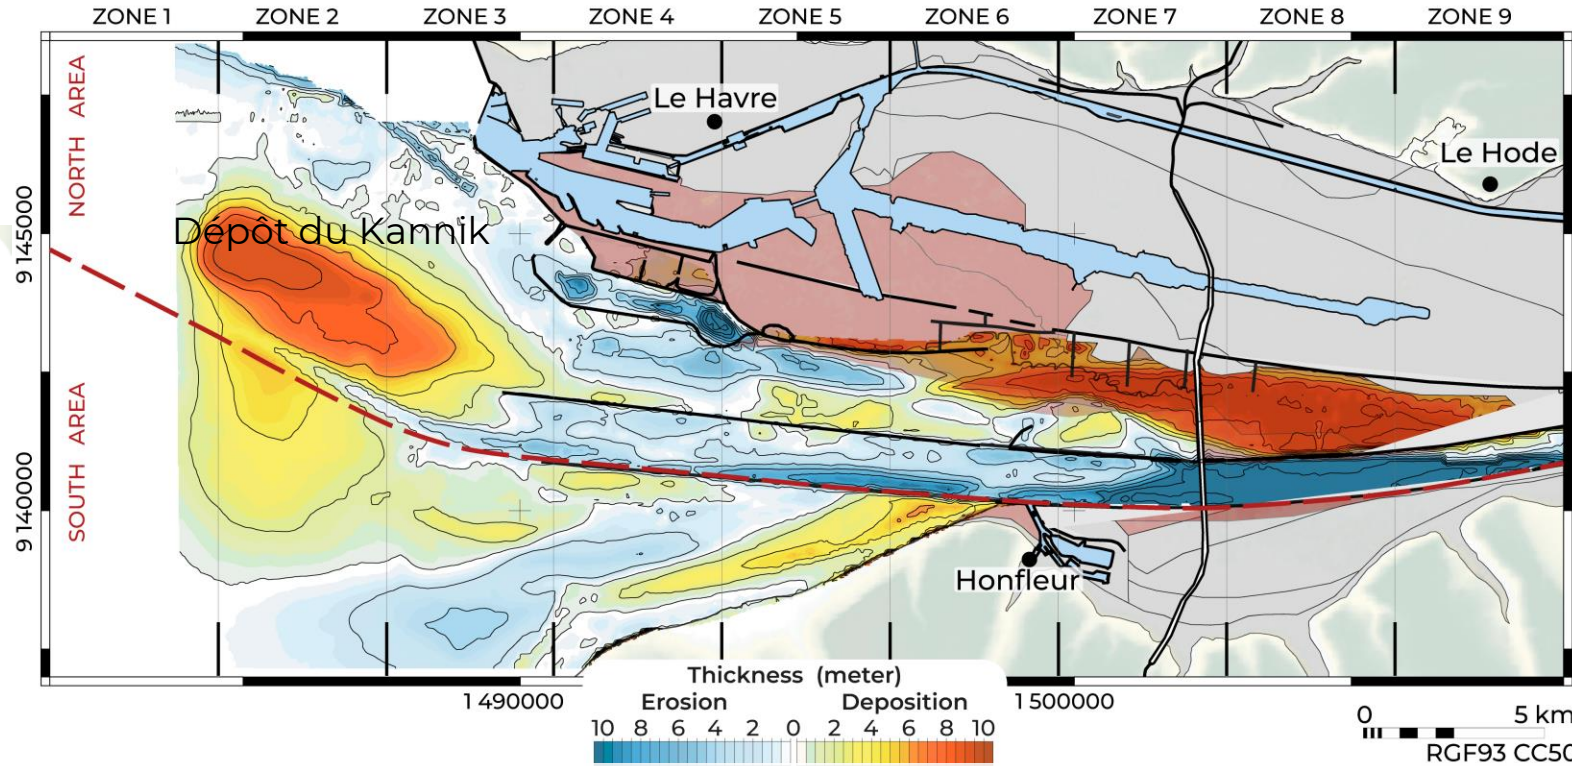 ZONE 1 ZONE 2 ZONE 3 ZONE 4 ZONE 5 ZONE 6 ZONE 7 ZONE 8 ZONE 9
NORTH AREA
SOUTH AREA
9 145000
9 140000
Le Havre
Le Hode
Dépôt du Kannik
Honfleur
1 490000
1 500000
Thickness (meter)
Erosion Deposition
10 8 6 4 2 0 2 4 6 8 10
0 5 km
RGF93 CC50